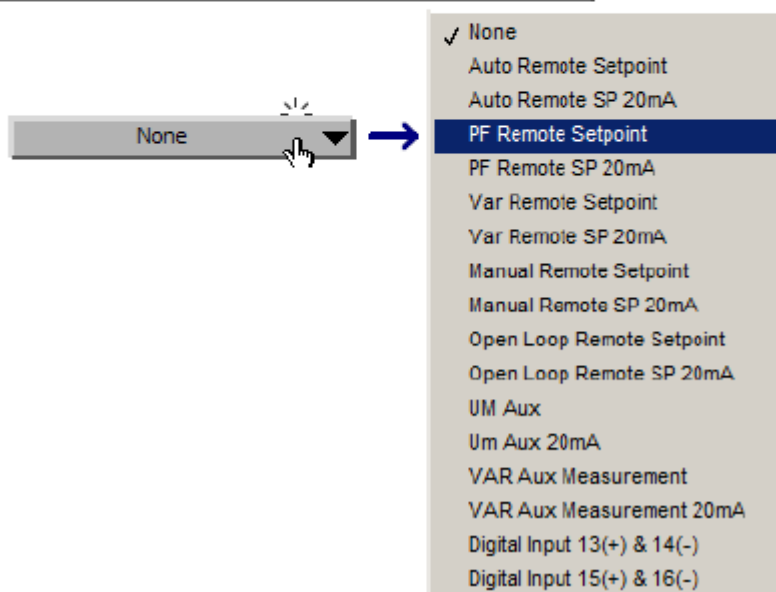 None
None
Auto Remote Setpoint
Auto Remote SP 20mA
PF Remote Setpoint
PF Remote SP 20mA
Var Remote Setpoint
Var Remote SP 20mA
Manual Remote Setpoint
Manual Remote SP 20mA
Open Loop Remote Setpoint
Open Loop Remote SP 20mA
UM Aux
Um Aux 20mA
VAR Aux Measurement
VAR Aux Measurement 20mA
Digital Input 13(+) & 14(-)
Digital Input 15(+) & 16(-)